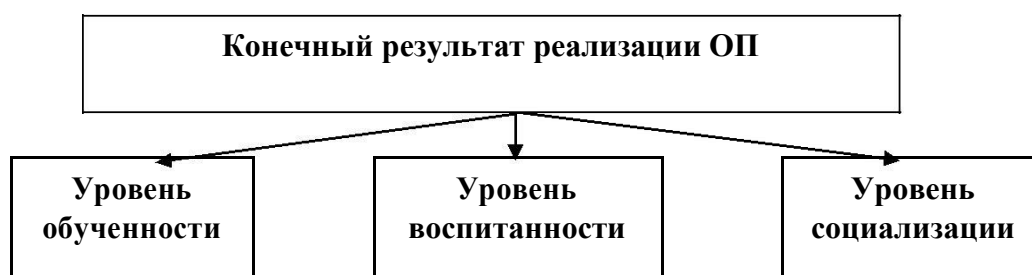 Конечный результат реализации ОП
Уровень
обученности
Уровень
воспитанности
Уровень
социализации